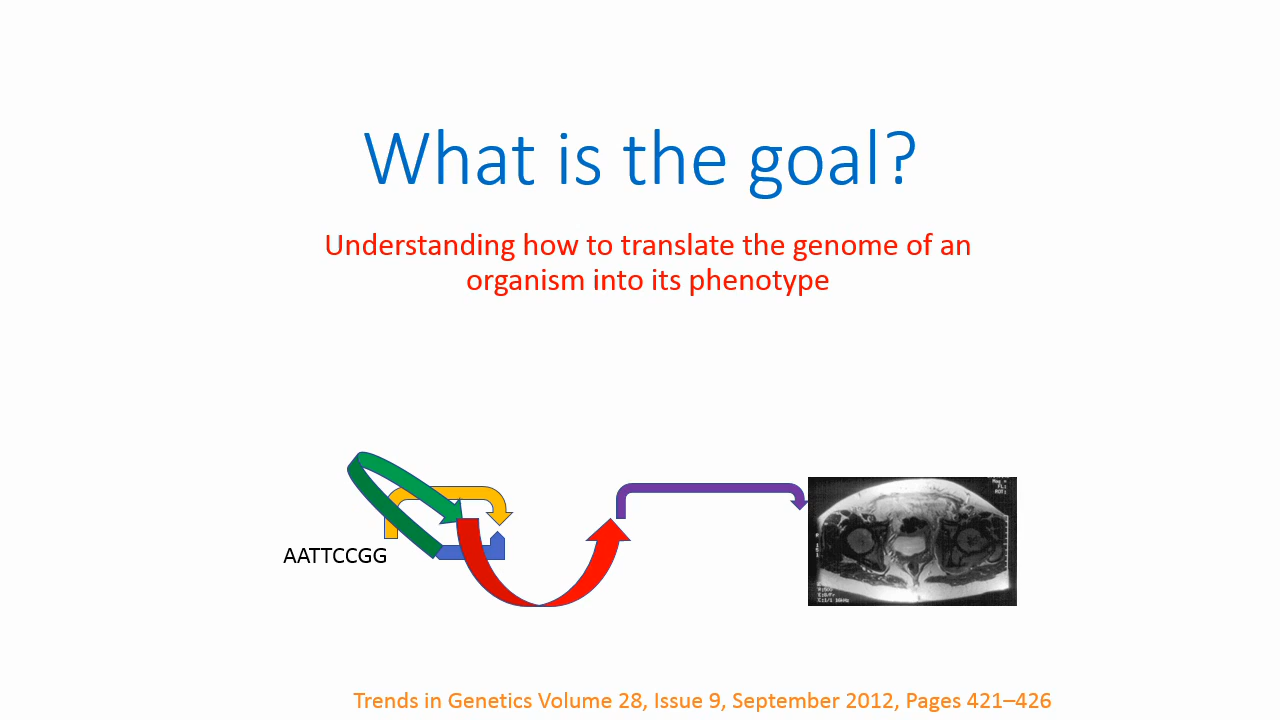 What is the goal?
Understanding how to translate the genome of an
organism into its phenotype
AATTCCGG
Trends in Genetics Volume 28, Issue 9, September 2012, Pages 421–426